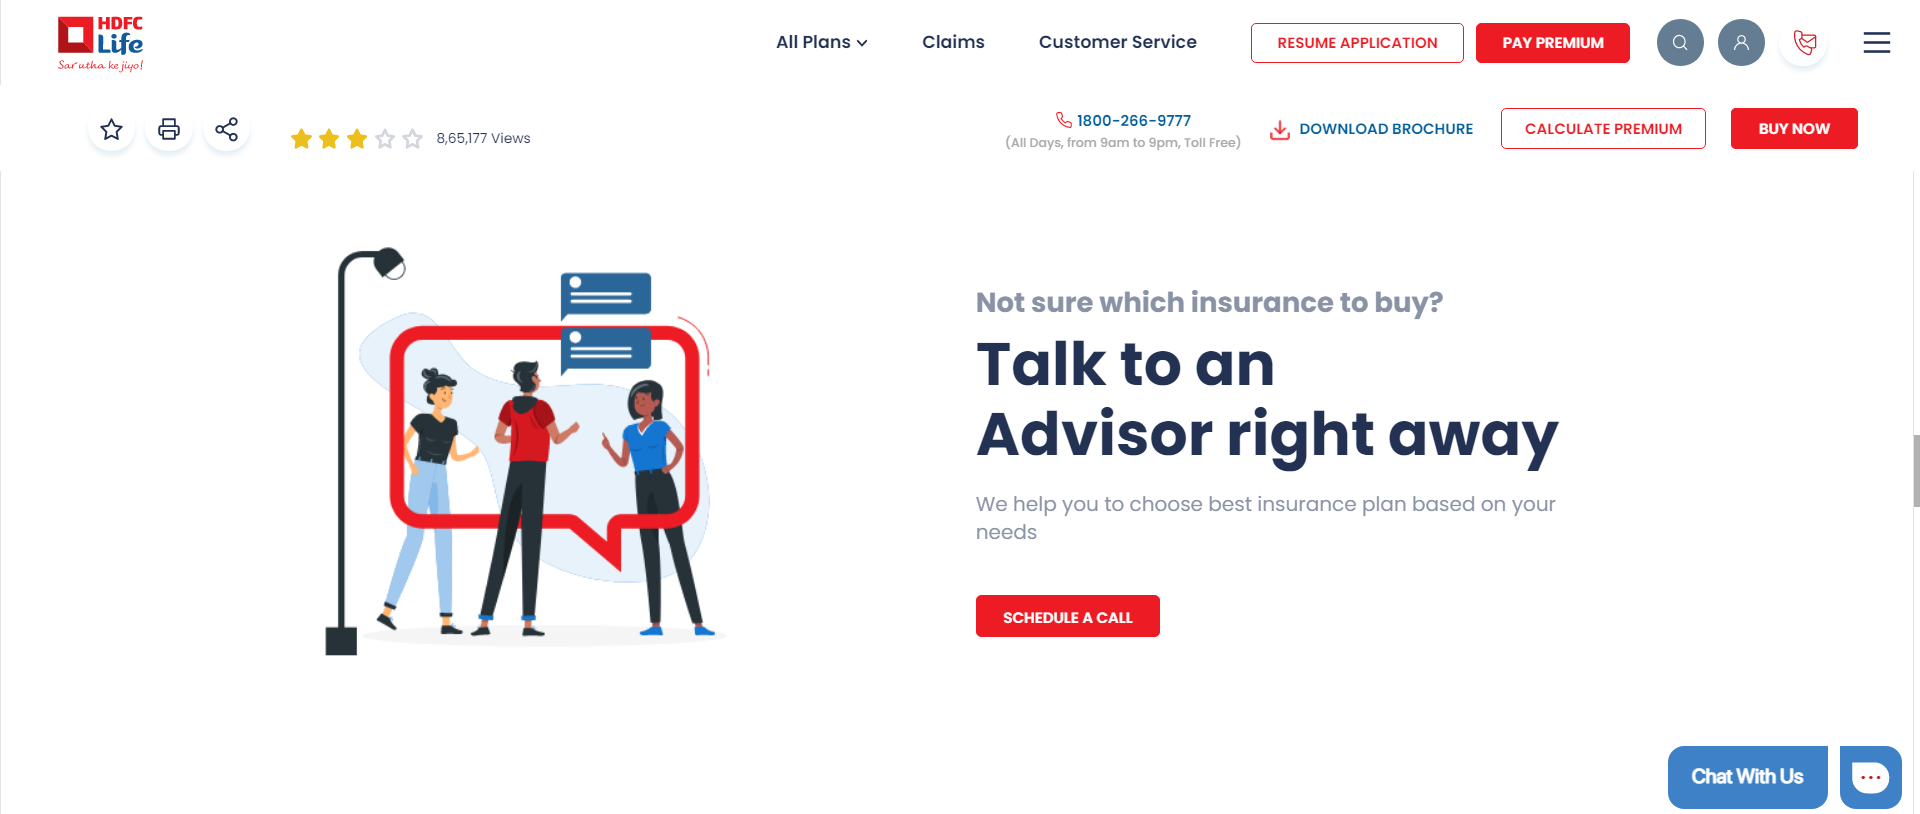 HDFC
Life
Sar utha ke jiyo!
All Plans
Claims
Customer Service
RESUME APPLICATION
PAY PREMIUM
8,65,177 Views
1800-266-9777
(All Days, from 9am to 9pm, Toll Free)
DOWNLOAD BROCHURE
CALCULATE PREMIUM
BUY NOW
Not sure which insurance to buy?
Talk to an
Advisor right away
We help you to choose best insurance plan based on your
needs
SCHEDULE A CALL
Chat With Us